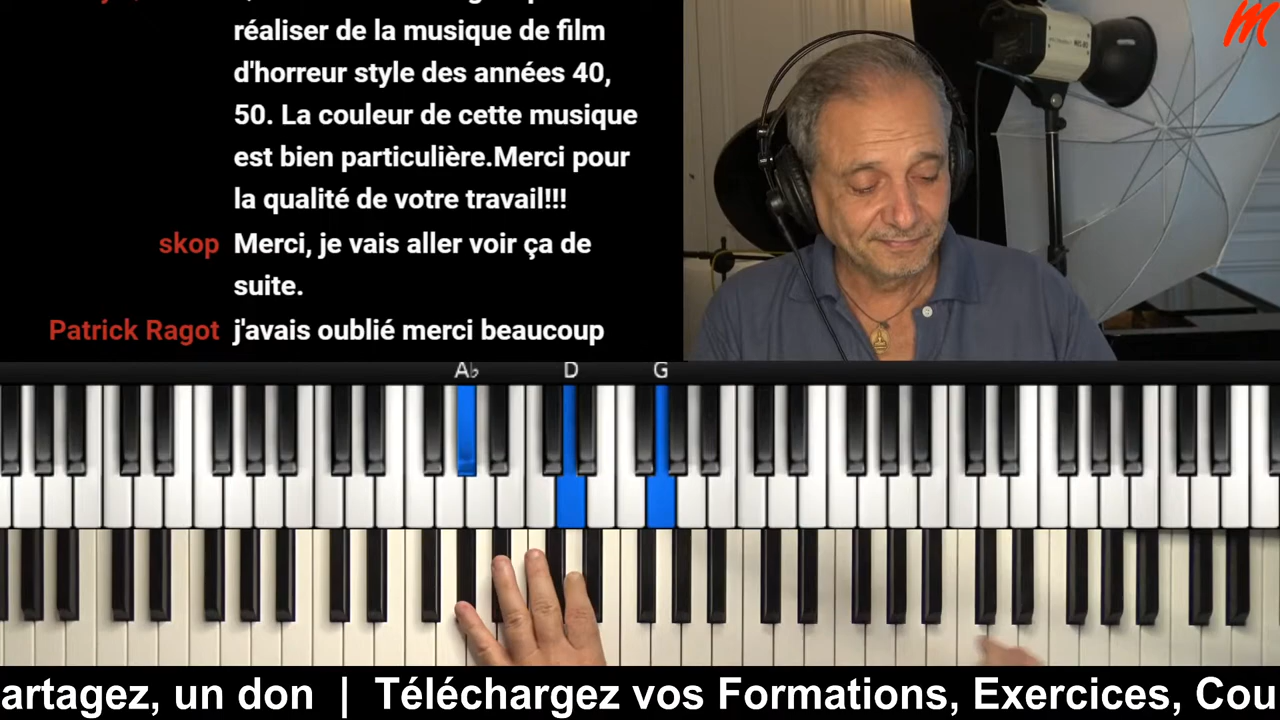 réaliser de la musique de film
d'horreur style des années 40,
50. La couleur de cette musique
est bien particulière.Merci pour
la qualité de votre travail!!!
skop Merci, je vais aller voir ça de
suite.
Patrick Ragot j'avais oublié merci beaucoup
A♭ D G
artagez, un don | Téléchargez vos Formations, Exercices, Cou